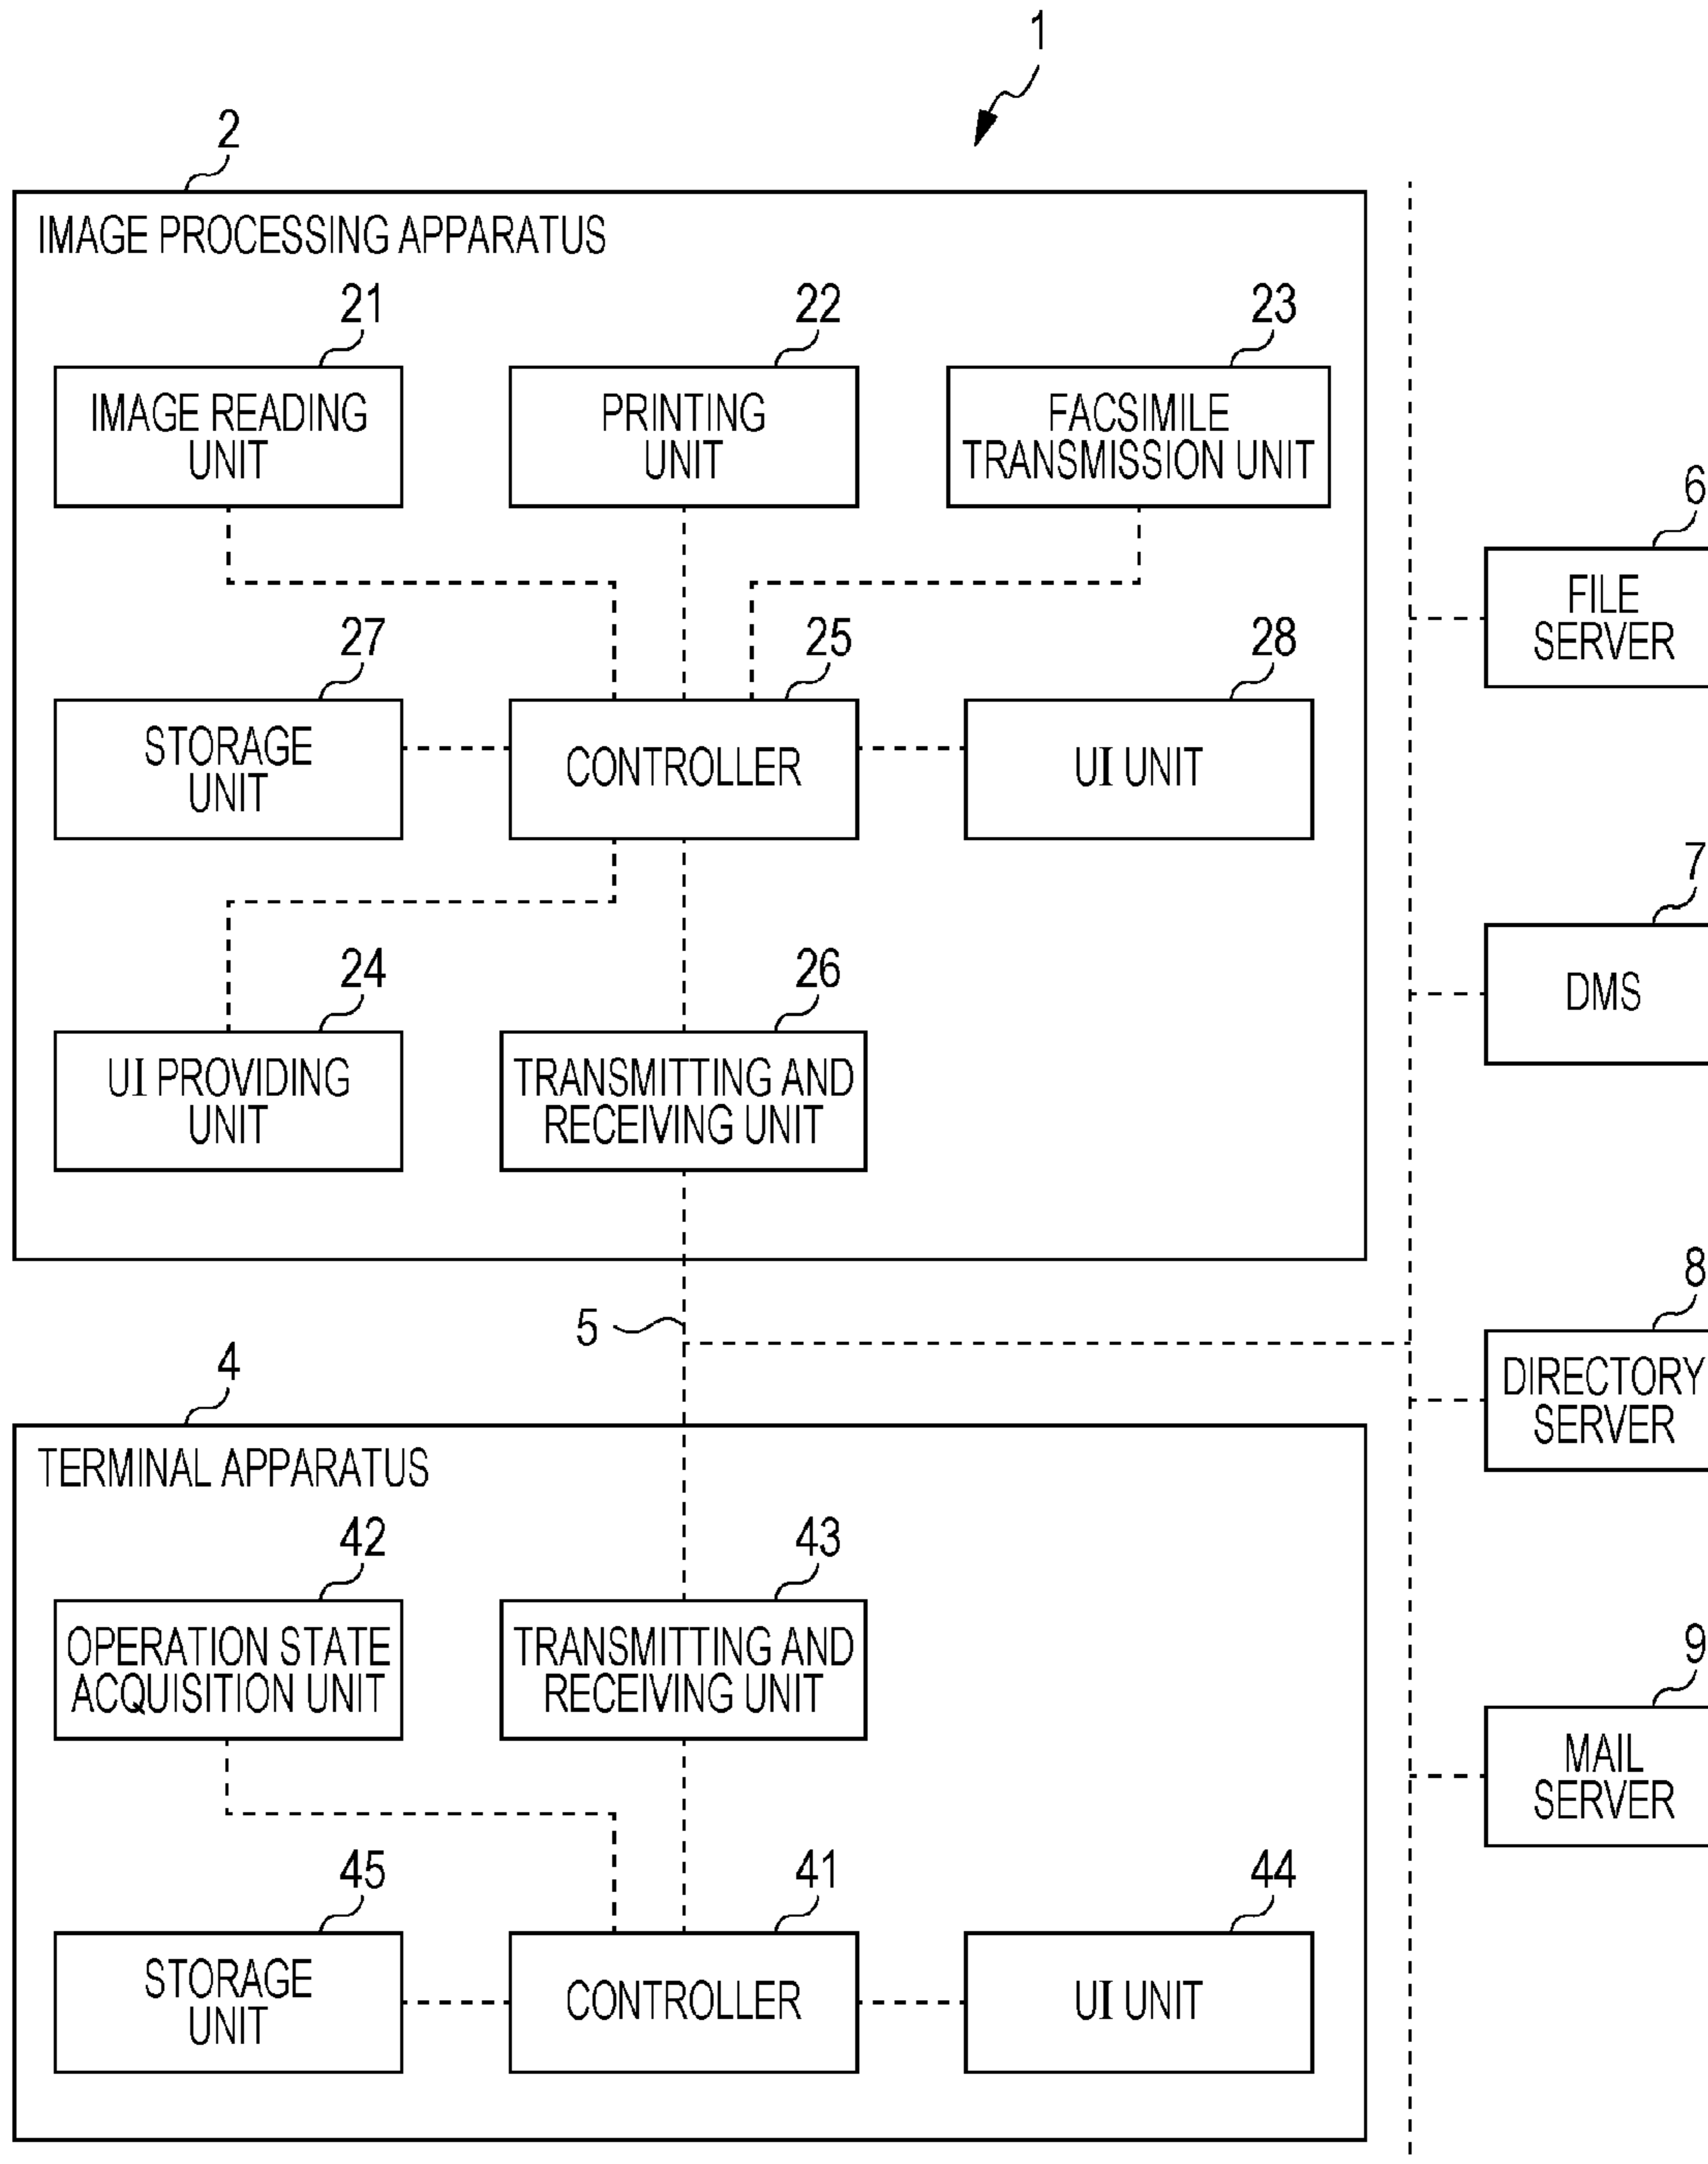 1
2
IMAGE PROCESSING APPARATUS
21
22
23
IMAGE READING
UNIT
PRINTING
UNIT
FACSIMILE
TRANSMISSION UNIT
6
FILE
SERVER
27
25
28
STORAGE
UNIT
CONTROLLER
UI UNIT
7
DMS
24
26
UI PROVIDING
UNIT
TRANSMITTING AND
RECEIVING UNIT
8
DIRECTORY
SERVER
5
4
TERMINAL APPARATUS
42
43
OPERATION STATE
ACQUISITION UNIT
TRANSMITTING AND
RECEIVING UNIT
9
MAIL
SERVER
45
41
44
STORAGE
UNIT
CONTROLLER
UI UNIT